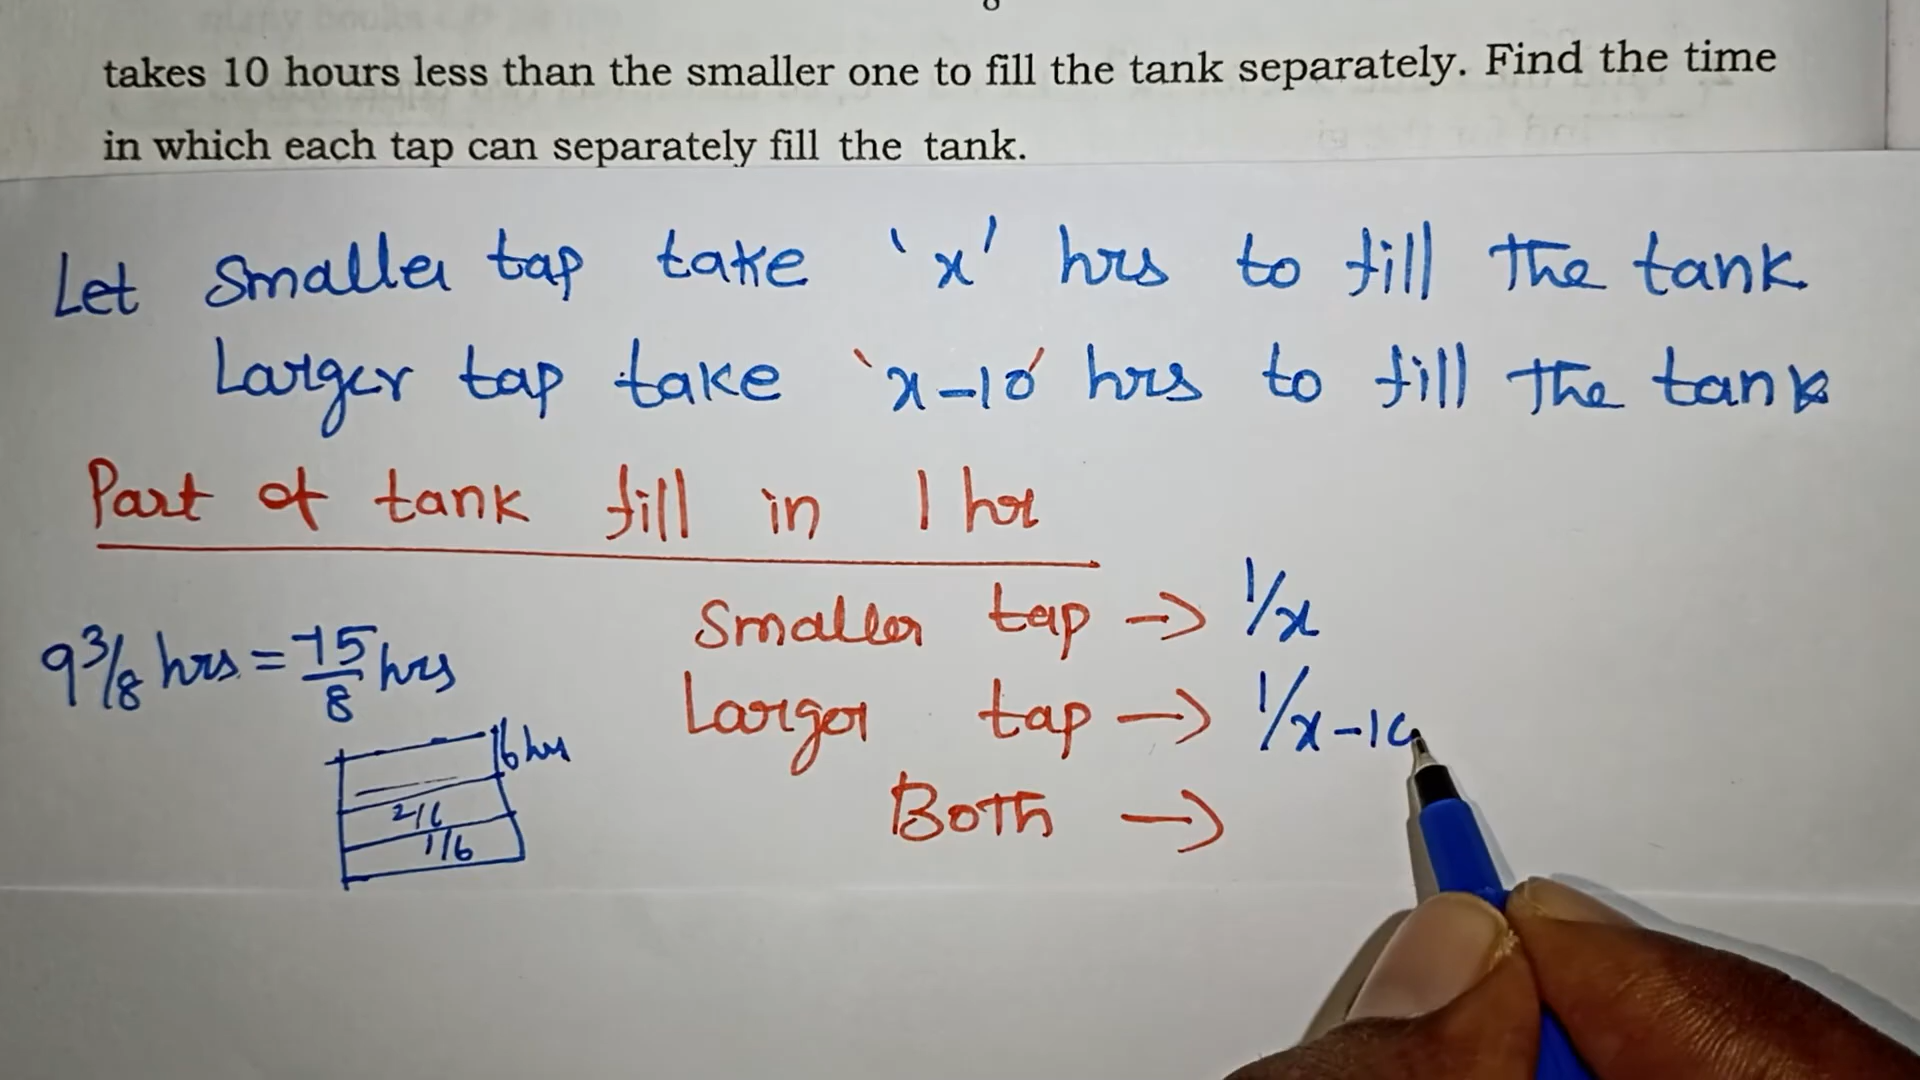 8
takes 10 hours less than the smaller one to fill the tank separately. Find the time
in which each tap can separately fill the tank.
Let smaller tap take 'x' hrs to fill the tank
Larger tap take 'x-10' hrs to fill the tank
Part of tank fill in 1 hr
Smaller tap → 1/x
9 3/8 hrs = 75/8 hrs
Larger tap → 1/x-10
6 hrs
Both →
2/6
1/6